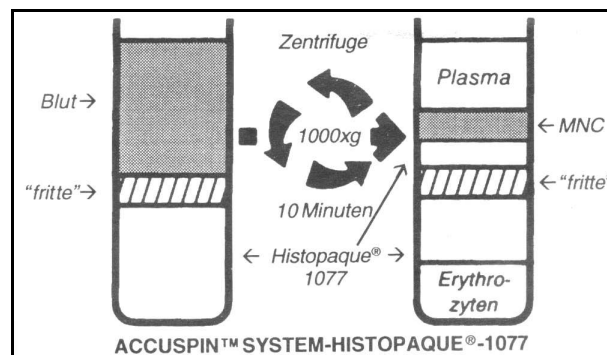 Zentrifuge
Blut→
"fritte"→
1000xg
10 Minuten
Plasma
←MNC
←"fritte"
← Histopaque® →
1077
Erythro-
zyten
ACCUSPIN™ SYSTEM-HISTOPAQUE®-1077